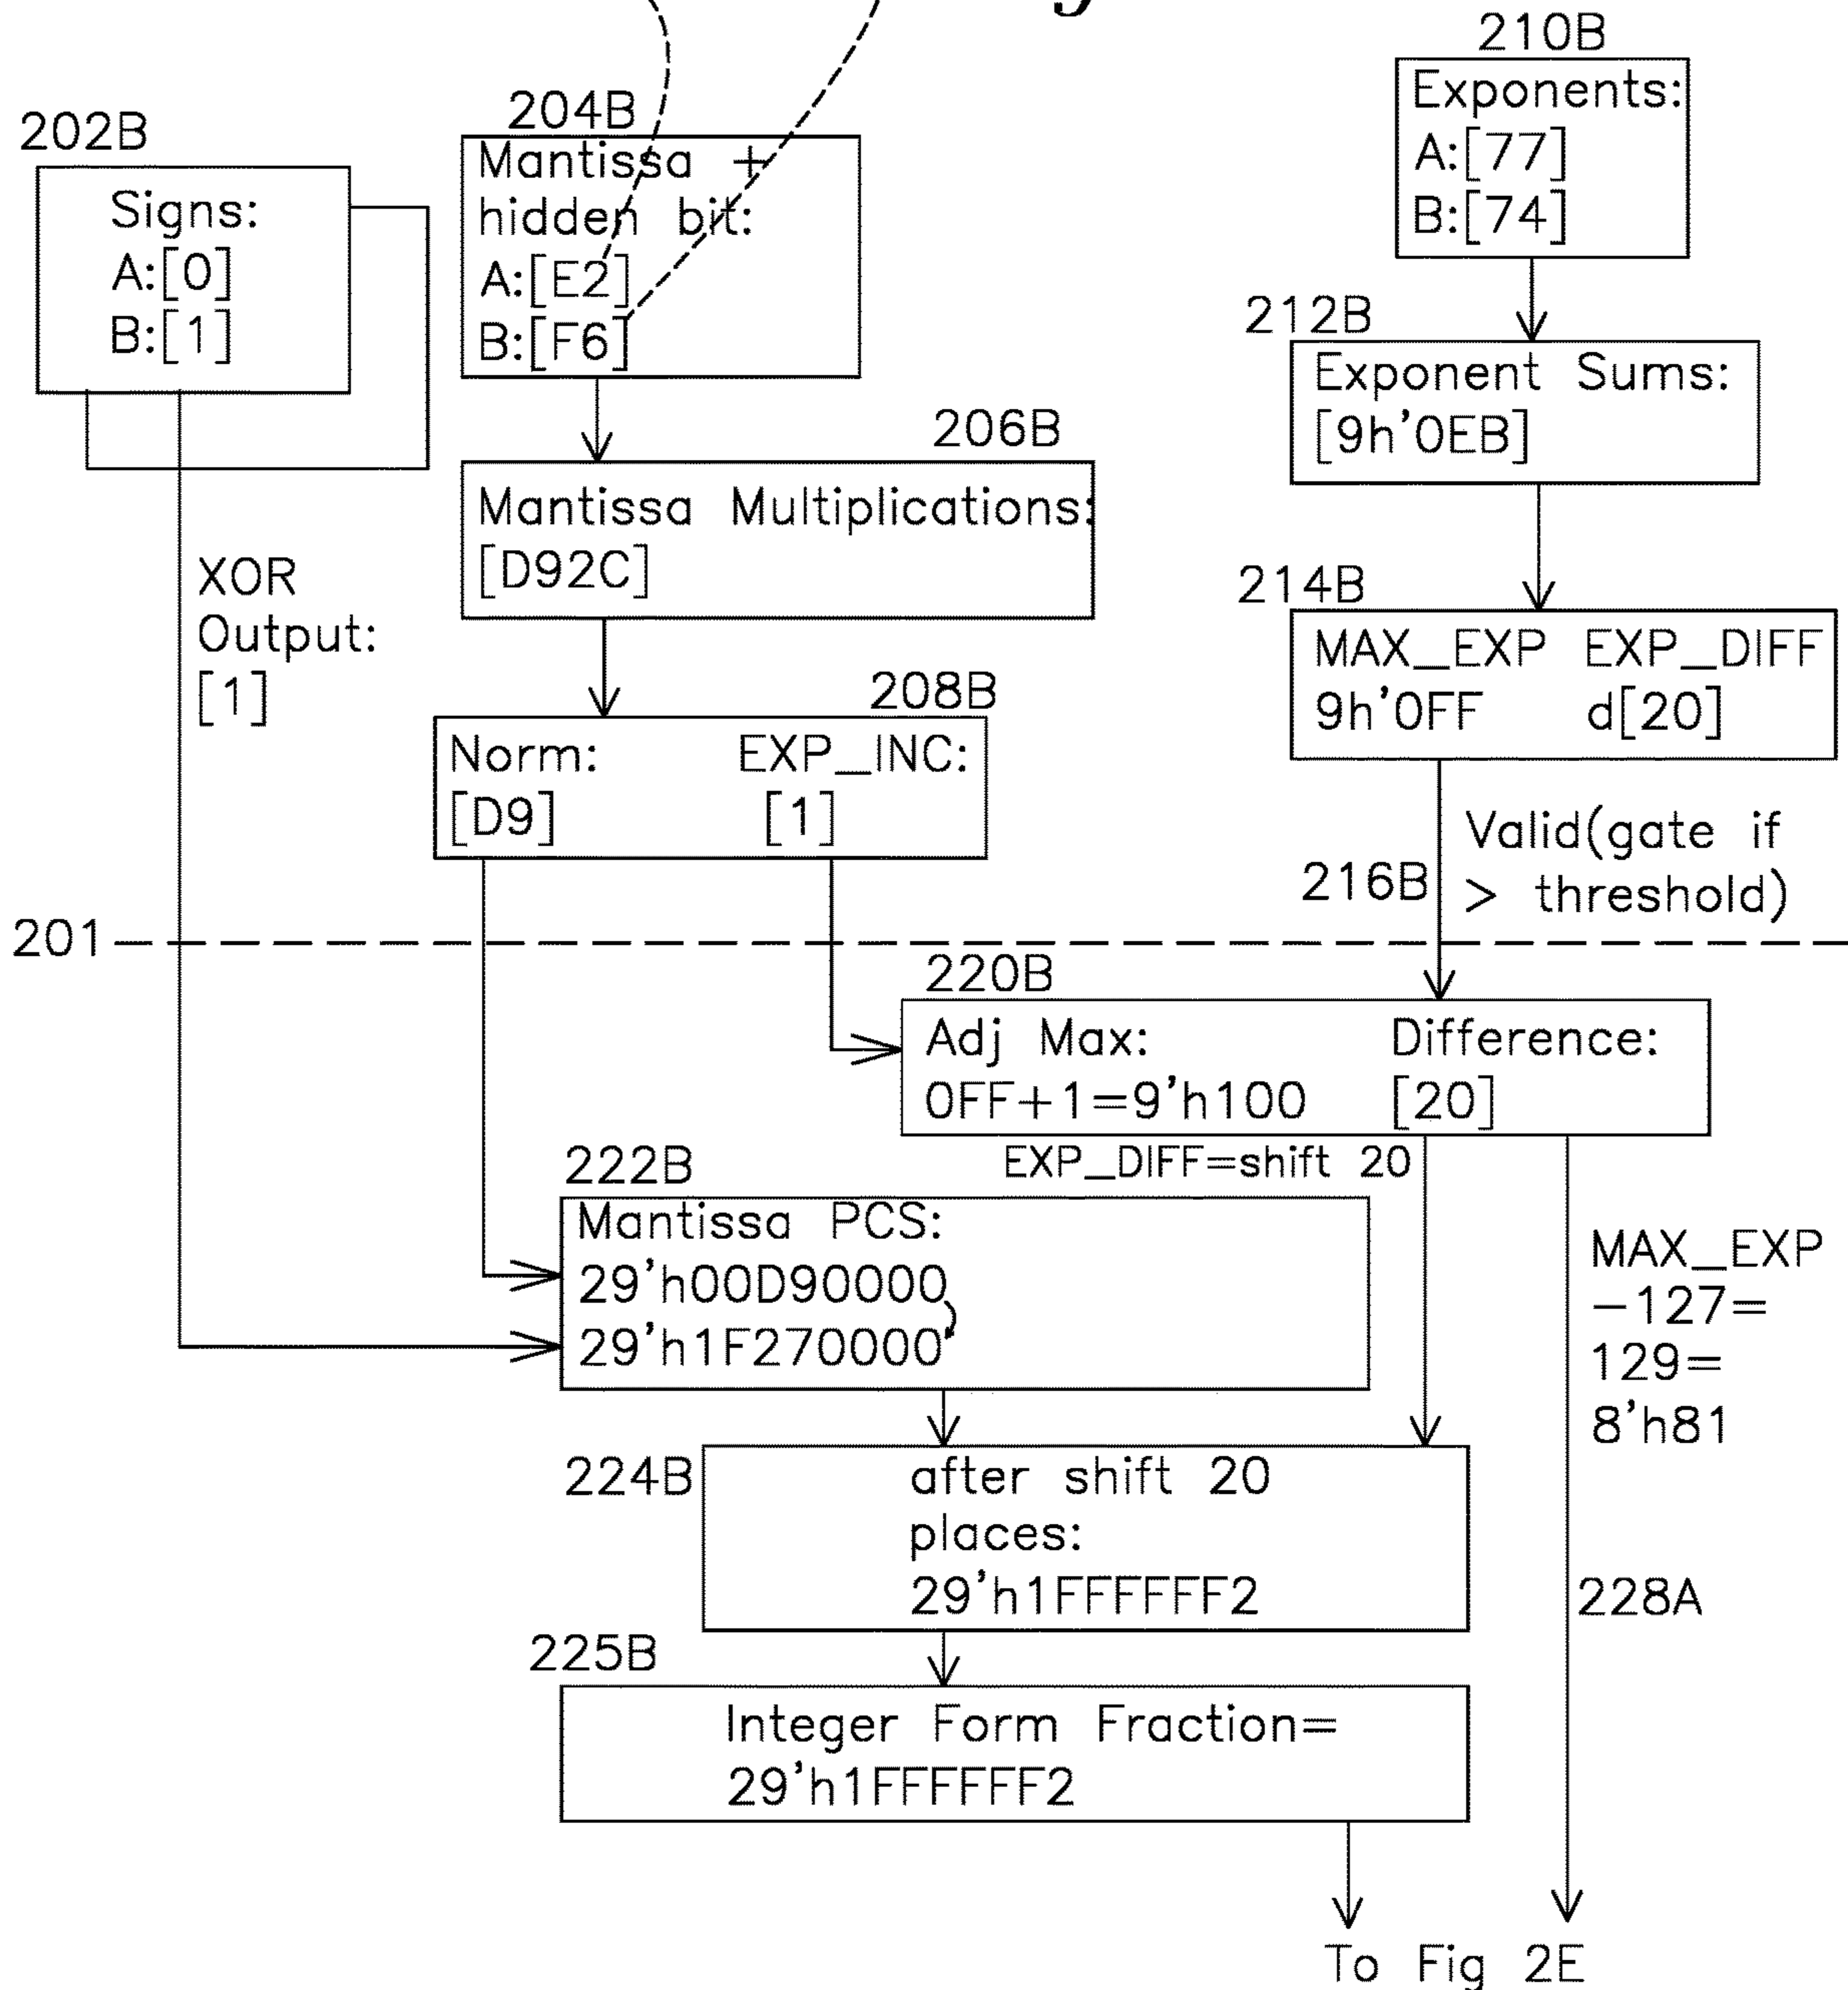 210B
Exponents:
A:[77]
B:[74]
204B
Mantissa +
hidden bit:
A:[E2]
B:[F6]
202B
Signs:
A:[0]
B:[1]
212B
Exponent Sums:
[9h'0EB]
206B
Mantissa Multiplications:
[D92C]
XOR
Output:
[1]
214B
MAX_EXP EXP_DIFF
9h'0FF d[20]
208B
Norm: EXP_INC:
[D9] [1]
Valid(gate if
> threshold)
216B
201
220B
Adj Max: Difference:
0FF+1=9'h100 [20]
EXP_DIFF=shift 20
222B
Mantissa PCS:
29'h00D90000
29'h1F270000
MAX_EXP
-127=
129=
8'h81
224B
after shift 20
places:
29'h1FFFFFF2
228A
225B
Integer Form Fraction=
29'h1FFFFFF2
To Fig 2E